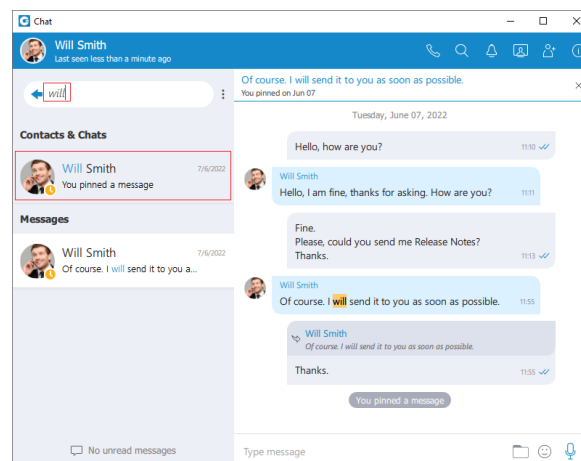 Chat
Will Smith
Last seen less than a minute ago
will
Contacts & Chats
Will Smith
7/6/2022
You pinned a message
Messages
Will Smith
7/6/2022
Of course. I will send it to you a...
No unread messages
Of course. I will send it to you as soon as possible.
You pinned on Jun 07
Tuesday, June 07, 2022
Hello, how are you?
11:10
Will Smith
Hello, I am fine, thanks for asking. How are you?
11:11
Fine.
Please, could you send me Release Notes?
Thanks.
11:13
Will Smith
Of course. I will send it to you as soon as possible.
11:55
Will Smith
Of course. I will send it to you as soon as possible.
Thanks.
11:55
You pinned a message
Type message